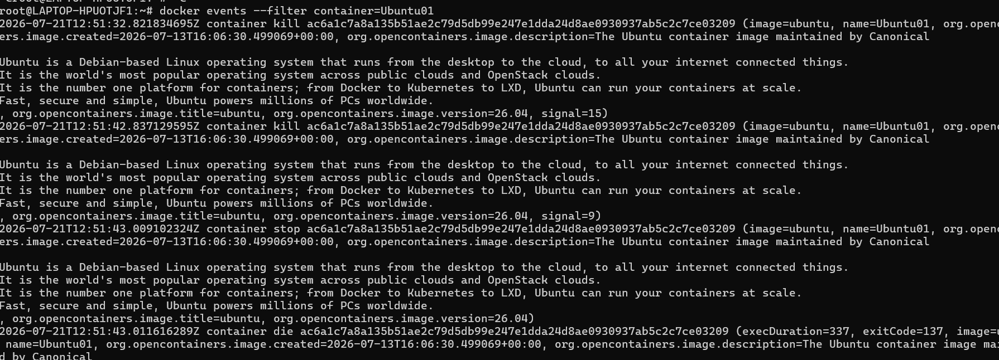 root@LAPTOP-HPUOTJF1:~# docker events --filter container=Ubuntu01
2026-07-21T12:51:32.821834695Z container kill ac6a1c7a8a135b51ae2c79d5db99e247e1dda24d8ae0930937ab5c2c7ce03209 (image=ubuntu, name=Ubuntu01, org.openc
ers.image.created=2026-07-13T16:06:30.499069+00:00, org.opencontainers.image.description=The Ubuntu container image maintained by Canonical
Ubuntu is a Debian-based Linux operating system that runs from the desktop to the cloud, to all your internet connected things.
It is the world's most popular operating system across public clouds and OpenStack clouds.
It is the number one platform for containers; from Docker to Kubernetes to LXD, Ubuntu can run your containers at scale.
Fast, secure and simple, Ubuntu powers millions of PCs worldwide.
, org.opencontainers.image.title=ubuntu, org.opencontainers.image.version=26.04, signal=15)
2026-07-21T12:51:42.837129595Z container kill ac6a1c7a8a135b51ae2c79d5db99e247e1dda24d8ae0930937ab5c2c7ce03209 (image=ubuntu, name=Ubuntu01, org.openc
ers.image.created=2026-07-13T16:06:30.499069+00:00, org.opencontainers.image.description=The Ubuntu container image maintained by Canonical
Ubuntu is a Debian-based Linux operating system that runs from the desktop to the cloud, to all your internet connected things.
It is the world's most popular operating system across public clouds and OpenStack clouds.
It is the number one platform for containers; from Docker to Kubernetes to LXD, Ubuntu can run your containers at scale.
Fast, secure and simple, Ubuntu powers millions of PCs worldwide.
, org.opencontainers.image.title=ubuntu, org.opencontainers.image.version=26.04, signal=9)
2026-07-21T12:51:43.009102324Z container stop ac6a1c7a8a135b51ae2c79d5db99e247e1dda24d8ae0930937ab5c2c7ce03209 (image=ubuntu, name=Ubuntu01, org.openc
ers.image.created=2026-07-13T16:06:30.499069+00:00, org.opencontainers.image.description=The Ubuntu container image maintained by Canonical
Ubuntu is a Debian-based Linux operating system that runs from the desktop to the cloud, to all your internet connected things.
It is the world's most popular operating system across public clouds and OpenStack clouds.
It is the number one platform for containers; from Docker to Kubernetes to LXD, Ubuntu can run your containers at scale.
Fast, secure and simple, Ubuntu powers millions of PCs worldwide.
, org.opencontainers.image.title=ubuntu, org.opencontainers.image.version=26.04)
2026-07-21T12:51:43.011616289Z container die ac6a1c7a8a135b51ae2c79d5db99e247e1dda24d8ae0930937ab5c2c7ce03209 (execDuration=337, exitCode=137, image=u
name=Ubuntu01, org.opencontainers.image.created=2026-07-13T16:06:30.499069+00:00, org.opencontainers.image.description=The Ubuntu container image mai
d by Canonical